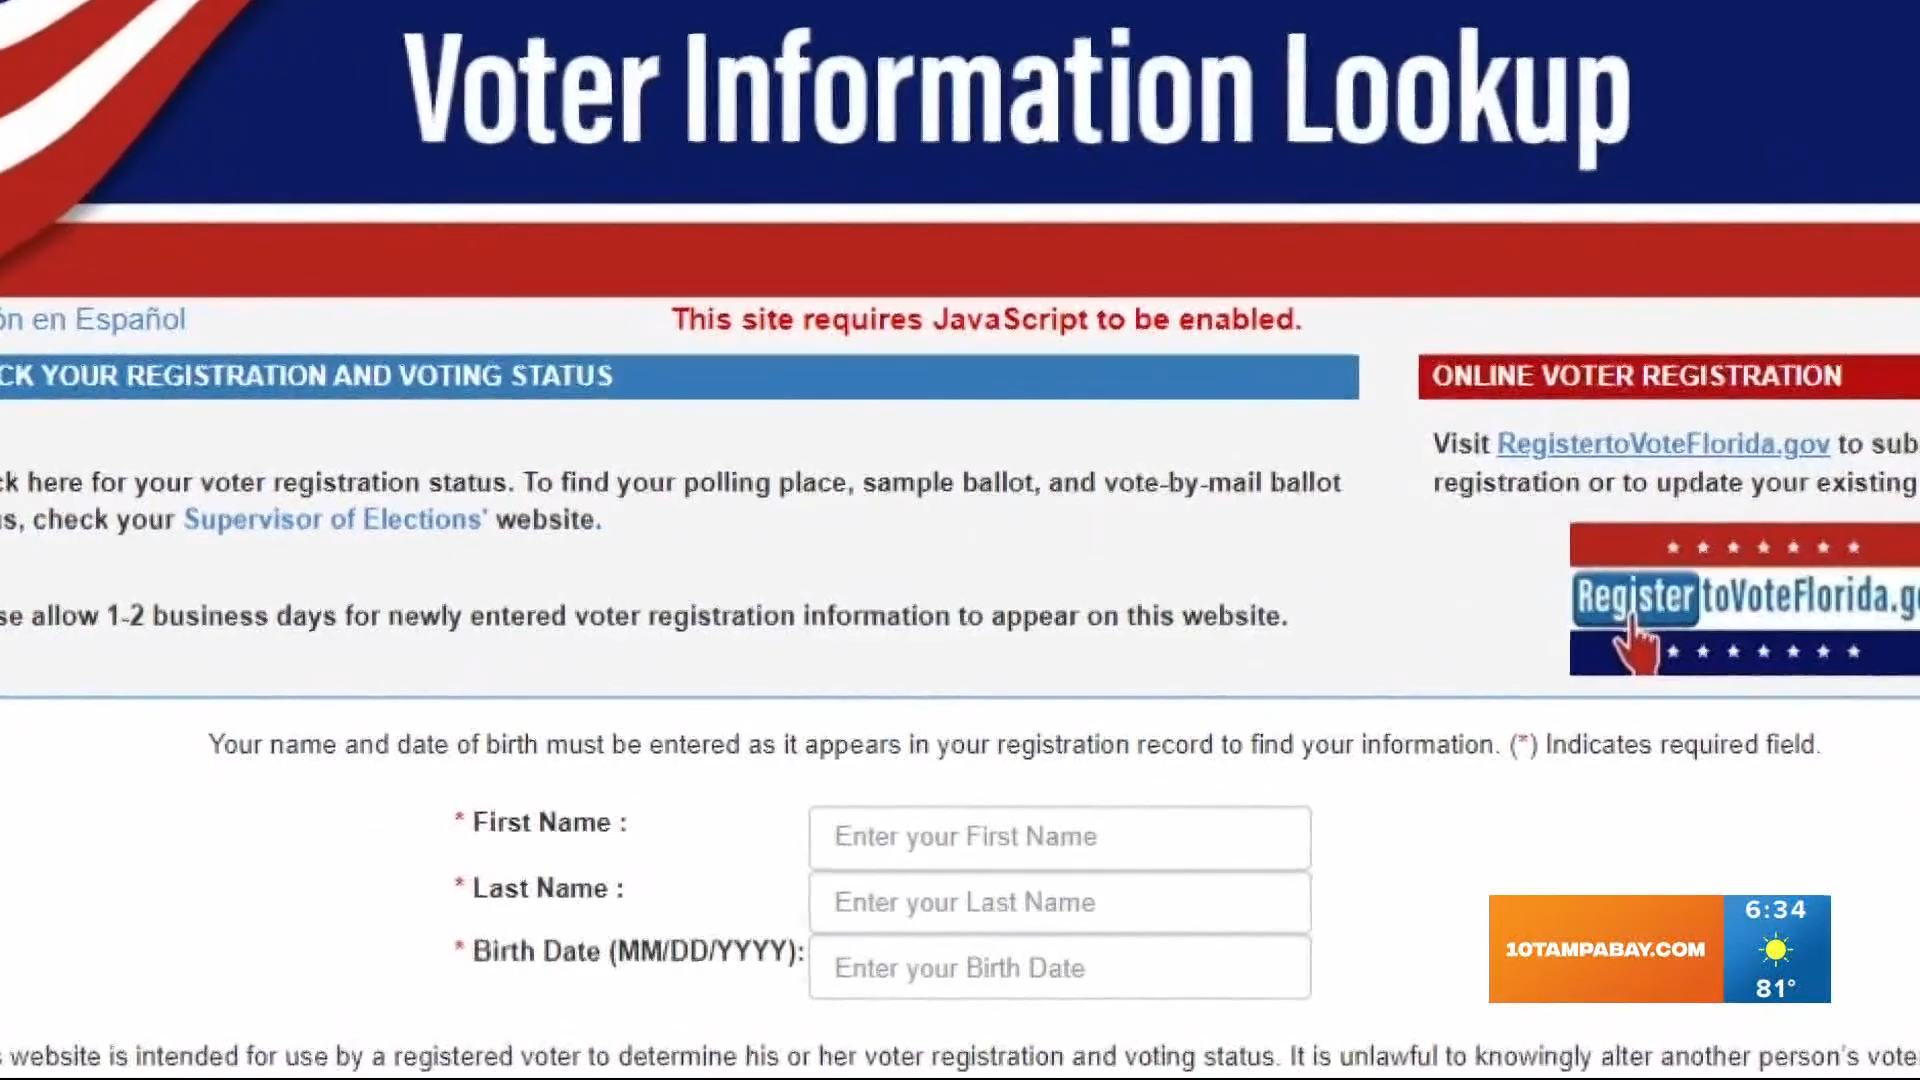 Voter Information Lookup
en Español
This site requires JavaScript to be enabled.
YOUR REGISTRATION AND VOTING STATUS
ONLINE VOTER REGISTRATION
Visit RegistertoVoteFlorida.gov to
here for your voter registration status. To find your polling place, sample ballot, and vote-by-mail ballot
registration or to update your existing
check your Supervisor of Elections' website.
RegistertoVoteFlorida.g
allow 1-2 business days for newly entered voter registration information to appear on this website.
Your name and date of birth must be entered as it appears in your registration record to find your information. (*) Indicates required field.
* First Name :
Enter your First Name
* Last Name :
Enter your Last Name
* Birth Date (MM/DD/YYYY):
Enter your Birth Date
6:34
10TAMPABAY.COM
81°
website is intended for use by a registered voter to determine his or her voter registration and voting status. It is unlawful to knowingly alter another person's